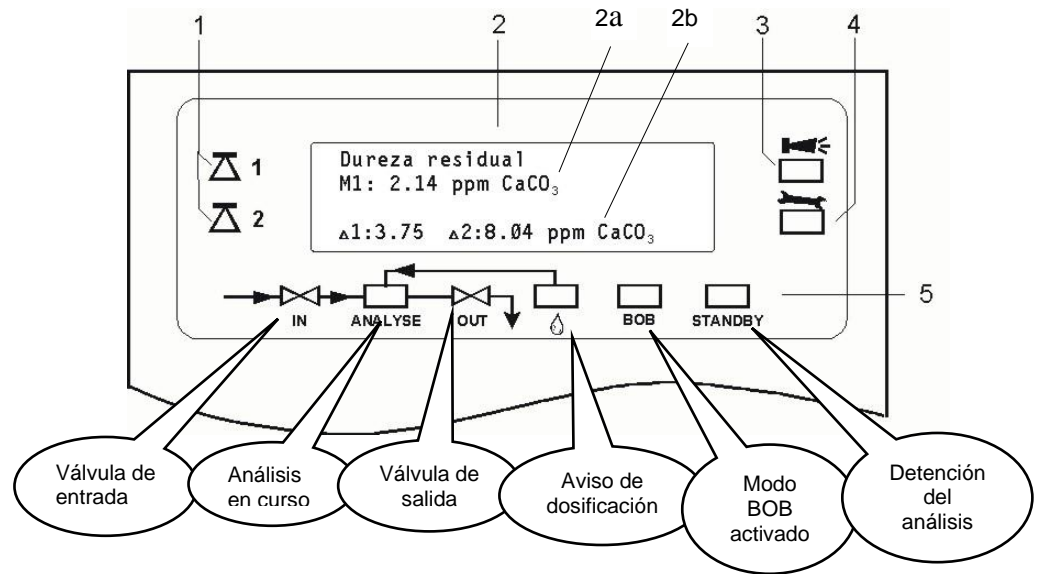 1
2
2a
2b
3
4
1
2
Dureza residual
M1: 2.14 ppm CaCO₃
▵1:3.75 ▵2:8.04 ppm CaCO₃
5
IN
ANALYSE
OUT
BOB
STANDBY
Válvula de
entrada
Análisis
en curso
Válvula de
salida
Aviso de
dosificación
Modo
BOB
activado
Detención
del
análisis